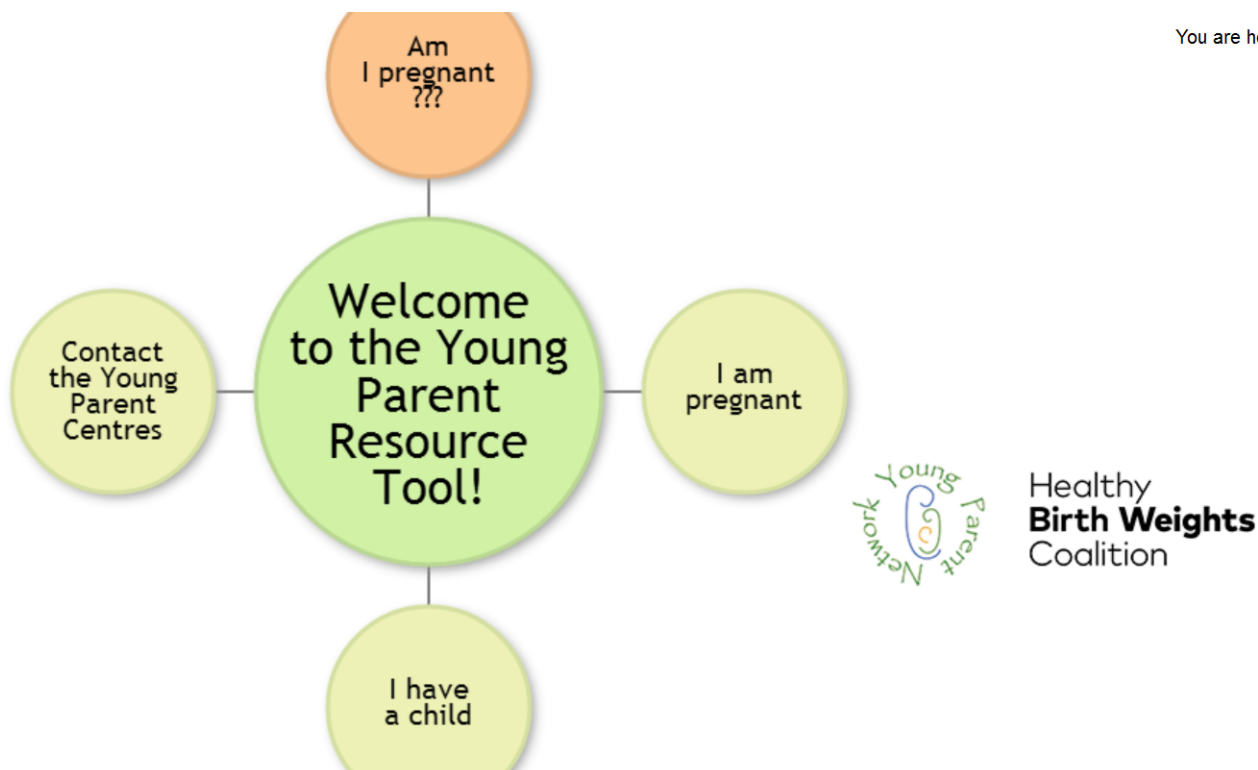 Am
I pregnant
???
You are
Welcome
to the Young
Parent
Resource
Tool!
Contact
the Young
Parent
Centres
I am
pregnant
Young Parent Network
Healthy
Birth Weights
Coalition
I have
a child